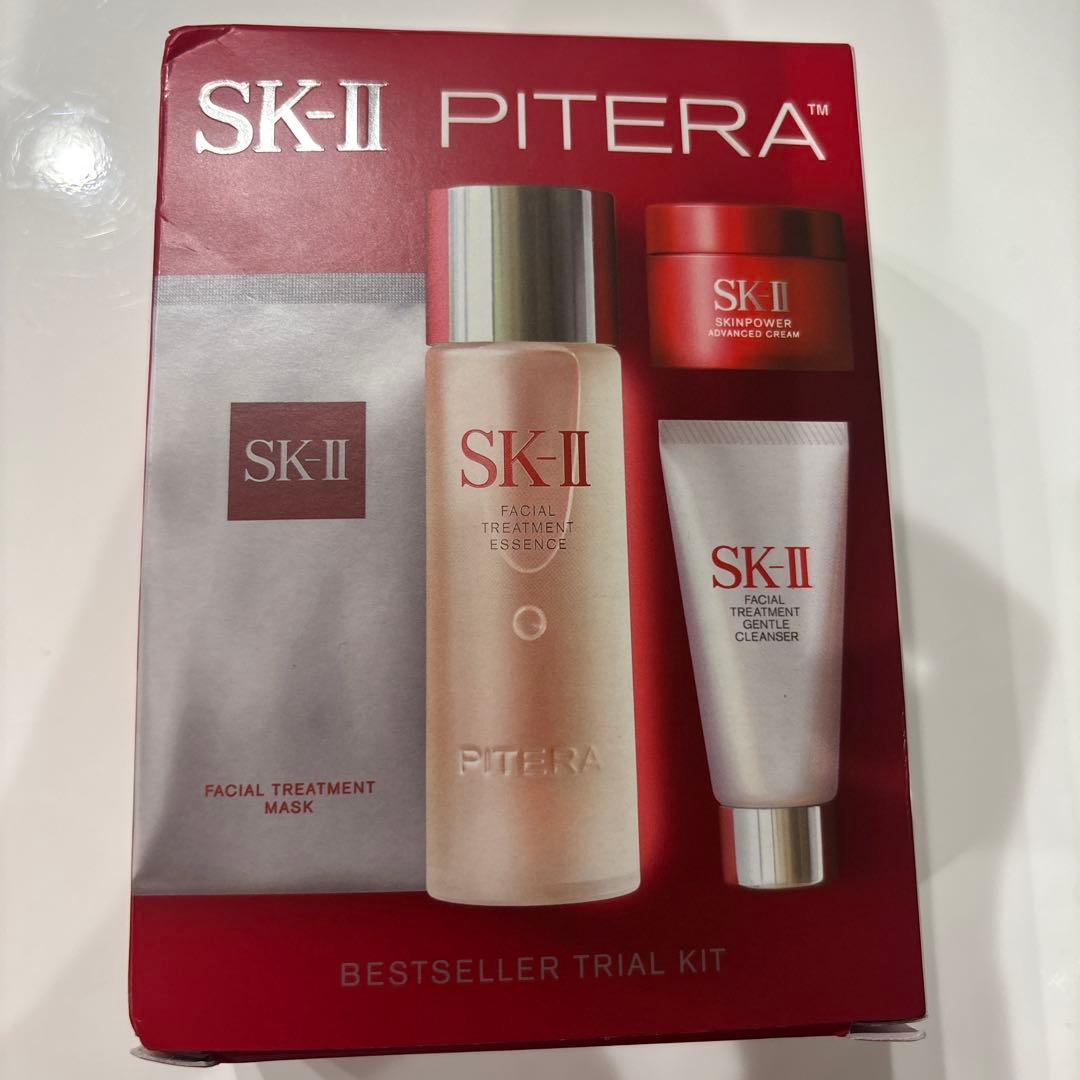 SK-II PITERA™
SK-II
FACIAL TREATMENT
MASK
SK-II
FACIAL
TREATMENT
ESSENCE
PITERA
SK-II
SKINPOWER
ADVANCED CREAM
SK-II
FACIAL
TREATMENT
GENTLE
CLEANSER
BESTSELLER TRIAL KIT